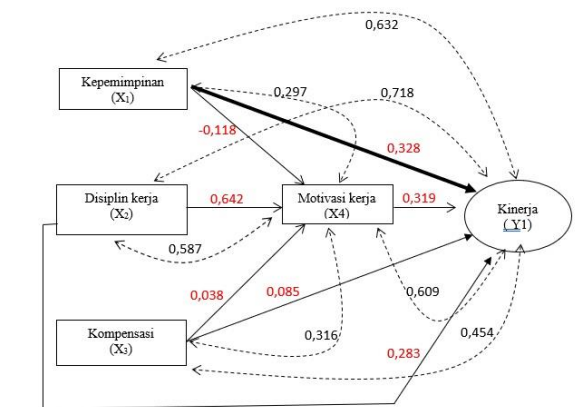 0,632
Kepemimpinan
(X1)
0,297
0,718
-0,118
0,328
Disiplin kerja
(X2)
0,642
Motivasi kerja
(X4)
0,319
Kinerja
( Y1)
0,587
0,038
0,085
0,609
Kompensasi
(X3)
0,316
0,283
0,454